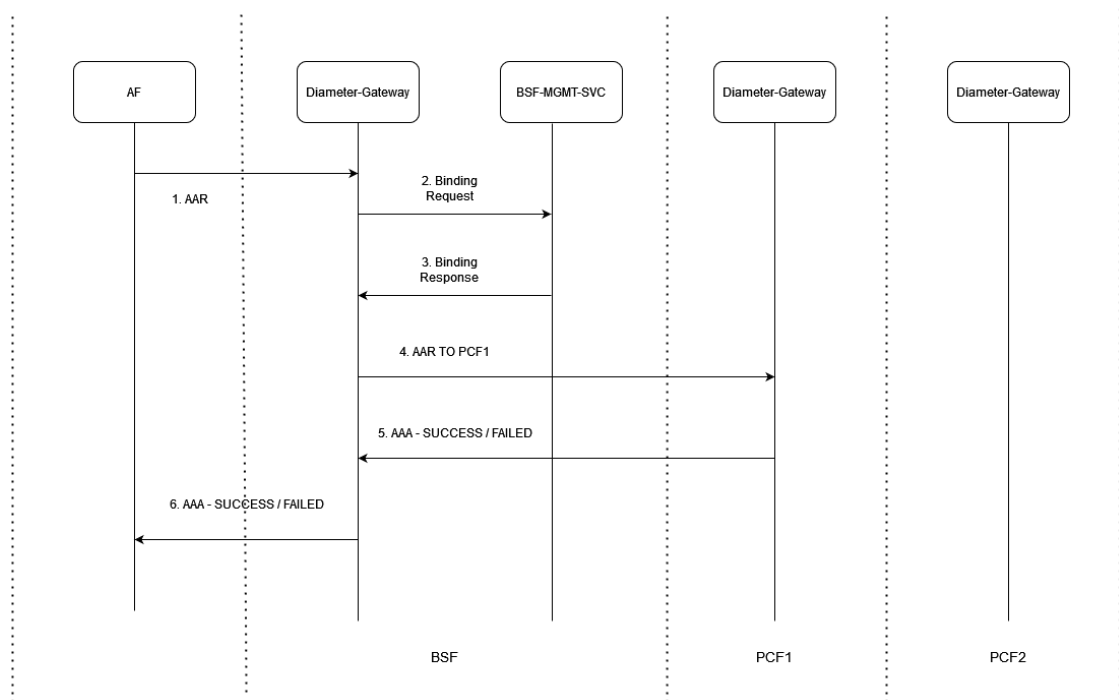 AF
Diameter-Gateway
BSF-MGMT-SVC
Diameter-Gateway
Diameter-Gateway
1. AAR
2. Binding
Request
3. Binding
Response
4. AAR TO PCF1
5. AAA - SUCCESS / FAILED
6. AAA - SUCCESS / FAILED
BSF
PCF1
PCF2